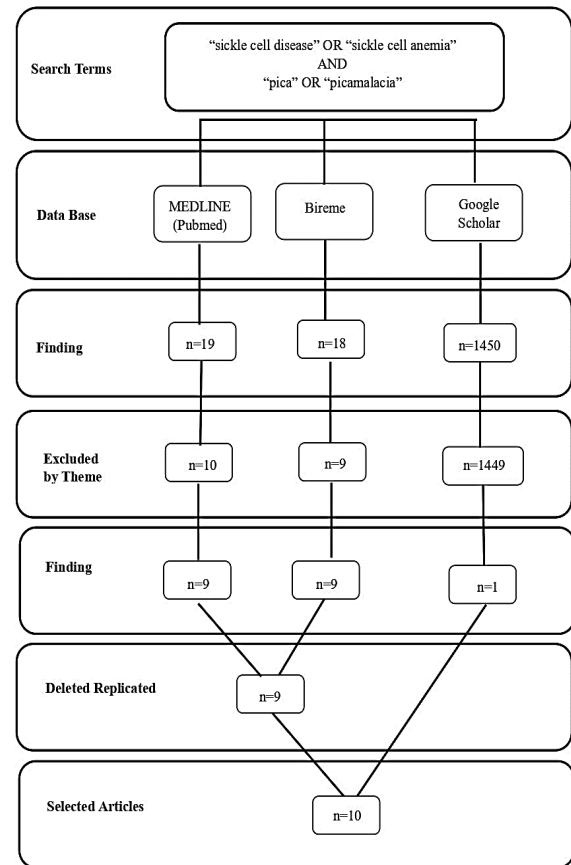 Search Terms
“sickle cell disease” OR “sickle cell anemia”
AND
“pica” OR “picamalacia”
Data Base
MEDLINE
(Pubmed)
Bireme
Google
Scholar
Finding
n=19
n=18
n=1450
Excluded
by Theme
n=10
n=9
n=1449
Finding
n=9
n=9
n=1
Deleted Replicated
n=9
Selected Articles
n=10